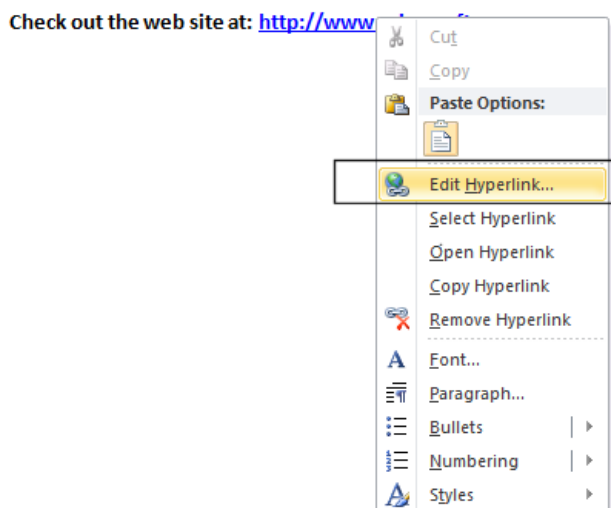 Check out the web site at: http://www
Cut
Copy
Paste Options:
Edit Hyperlink...
Select Hyperlink
Open Hyperlink
Copy Hyperlink
Remove Hyperlink
Font...
Paragraph...
Bullets
Numbering
Styles